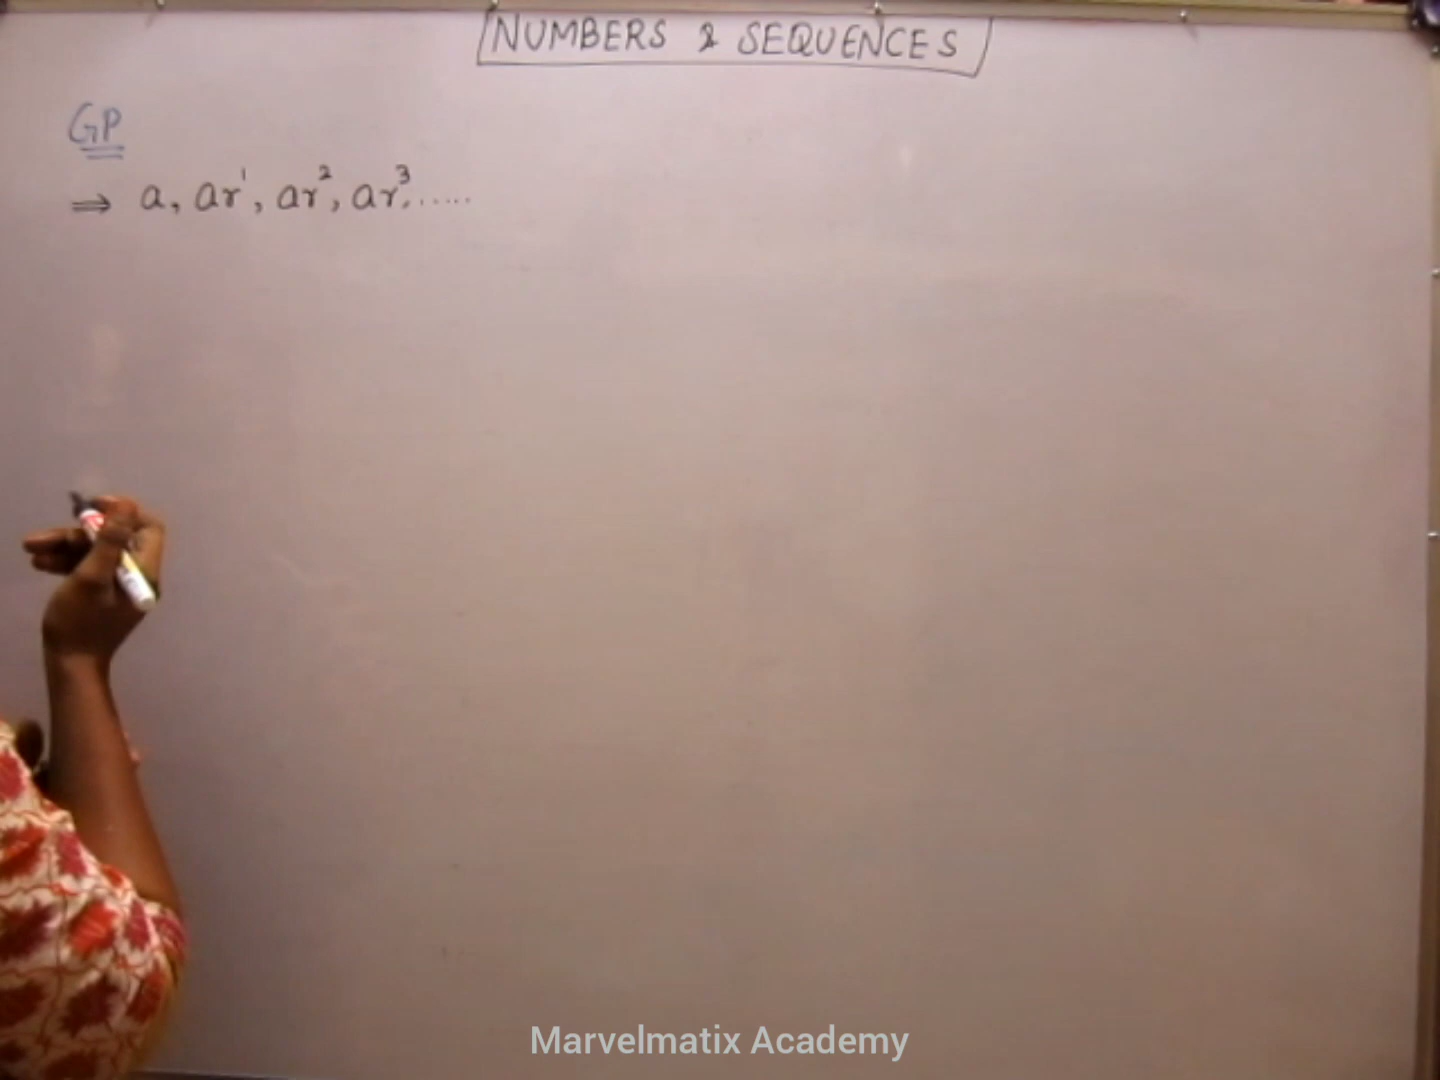 NUMBERS & SEQUENCES
GP
⇒ a, ar¹, ar², ar³, .....
Marvelmatix Academy